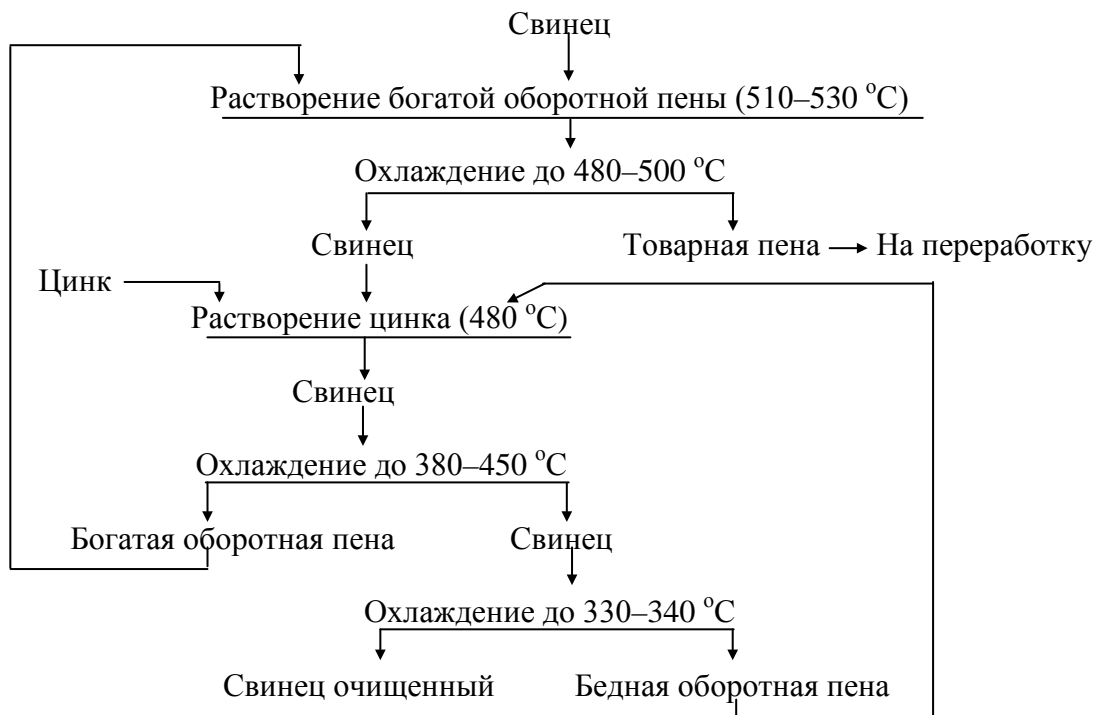 Свинец
Растворение богатой оборотной пены (510–530 °С)
Охлаждение до 480–500 °С
Свинец
Товарная пена
На переработку
Цинк
Растворение цинка (480 °С)
Свинец
Охлаждение до 380–450 °С
Богатая оборотная пена
Свинец
Охлаждение до 330–340 °С
Свинец очищенный
Бедная оборотная пена